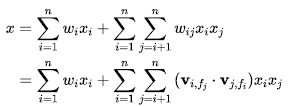 $x = \sum_{i=1}^{n} w_i x_i + \sum_{i=1}^{n} \sum_{j=i+1}^{n} w_{ij} x_i x_j$
$= \sum_{i=1}^{n} w_i x_i + \sum_{i=1}^{n} \sum_{j=i+1}^{n} (\mathbf{v}_{i,f_j} \cdot \mathbf{v}_{j,f_i}) x_i x_j$